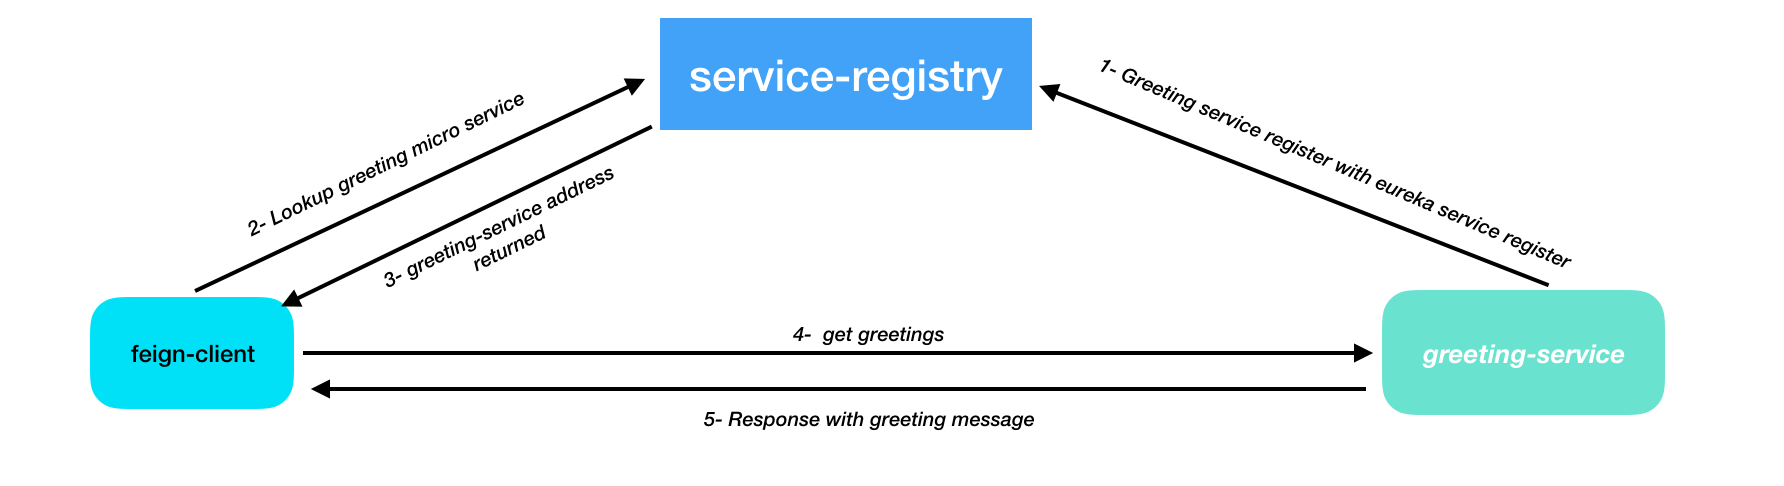 service-registry
1- Greeting service register with eureka service register
2- Lookup greeting micro service
3- greeting-service address
returned
feign-client
4-  get greetings
greeting-service
5- Response with greeting message